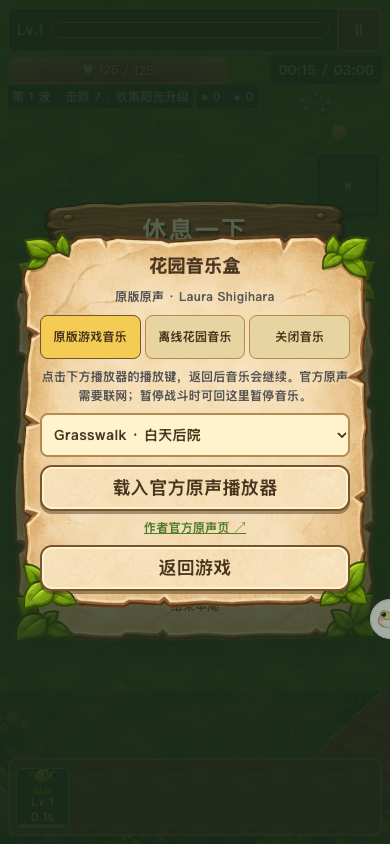 Lv.1
125 / 125
00:15 / 03:00
第 1 波 · 击败 7 · 收集阳光升级
0
0
休息一下
花园音乐盒
原版原声 · Laura Shigihara
原版游戏音乐
离线花园音乐
关闭音乐
点击下方播放器的播放键，返回后音乐会继续。官方原声
需要联网；暂停战斗时可回这里暂停音乐。
Grasswalk · 白天后院
载入官方原声播放器
作者官方原声页 ↗
返回游戏
结束本局
Lv.1
0.1s